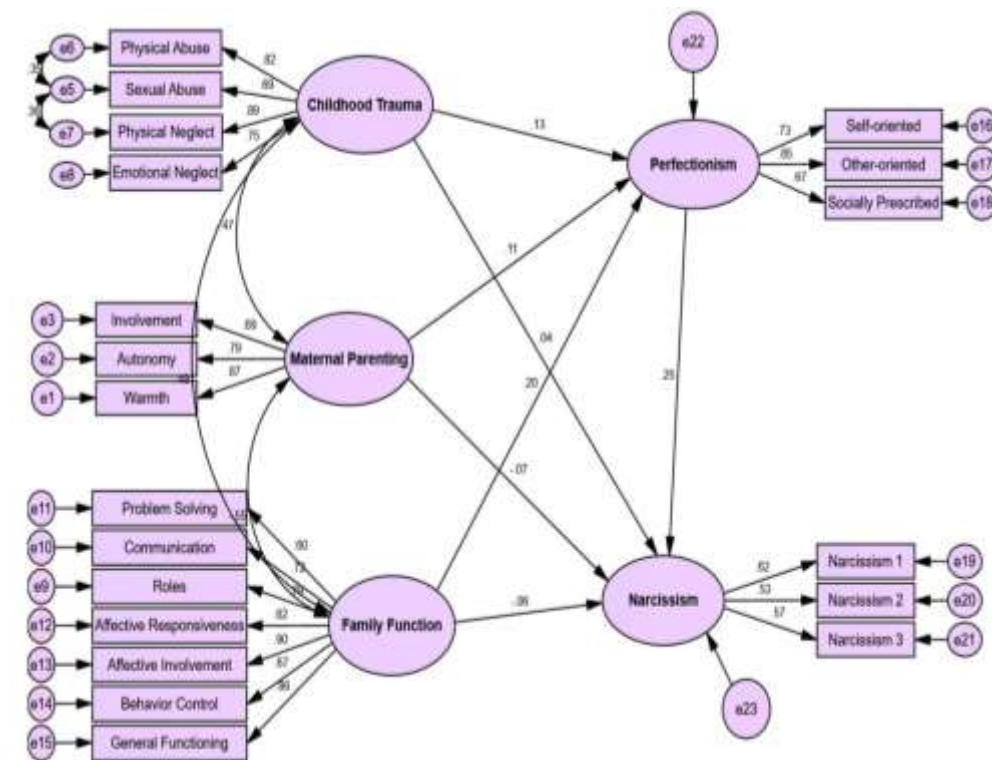 e22
e6
Physical Abuse
.82
e5
Sexual Abuse
.69
e7
Physical Neglect
.89
e8
Emotional Neglect
.75
Childhood Trauma
.13
Perfectionism
.73
Self-oriented
e16
Other-oriented
e17
.67
Socially Prescribed
e18
.47
.11
e3
Involvement
e2
Autonomy
.79
e1
Warmth
.87
Maternal Parenting
.04
.20
.25
-.07
e11
Problem Solving
.60
e10
Communication
e9
Roles
e12
Affective Responsiveness
.82
e13
Affective Involvement
.90
e14
Behavior Control
.87
e15
General Functioning
Family Function
Narcissism
.62
Narcissism 1
e19
.53
Narcissism 2
e20
.57
Narcissism 3
e21
e23